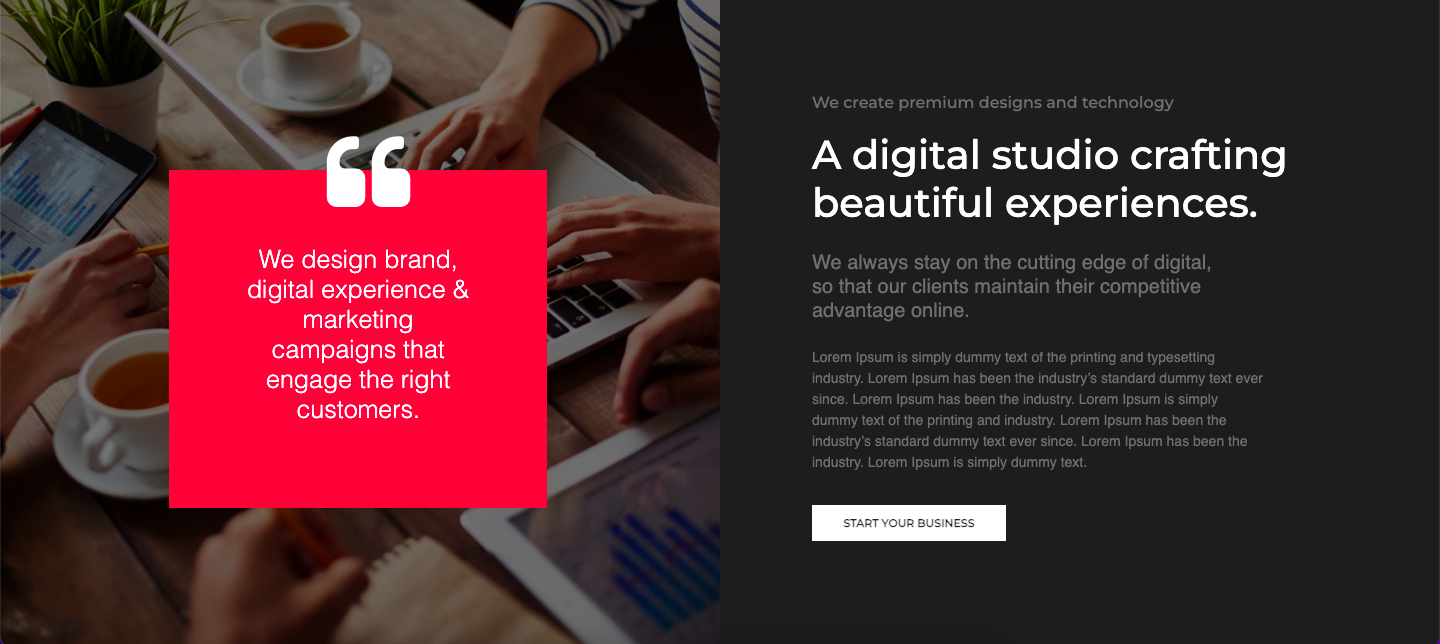 We design brand,
digital experience &
marketing
campaigns that
engage the right
customers.
We create premium designs and technology
A digital studio crafting
beautiful experiences.
We always stay on the cutting edge of digital,
so that our clients maintain their competitive
advantage online.
Lorem Ipsum is simply dummy text of the printing and typesetting
industry. Lorem Ipsum has been the industry’s standard dummy text ever
since. Lorem Ipsum has been the industry. Lorem Ipsum is simply
dummy text of the printing and industry. Lorem Ipsum has been the
industry’s standard dummy text ever since. Lorem Ipsum has been the
industry. Lorem Ipsum is simply dummy text.
START YOUR BUSINESS